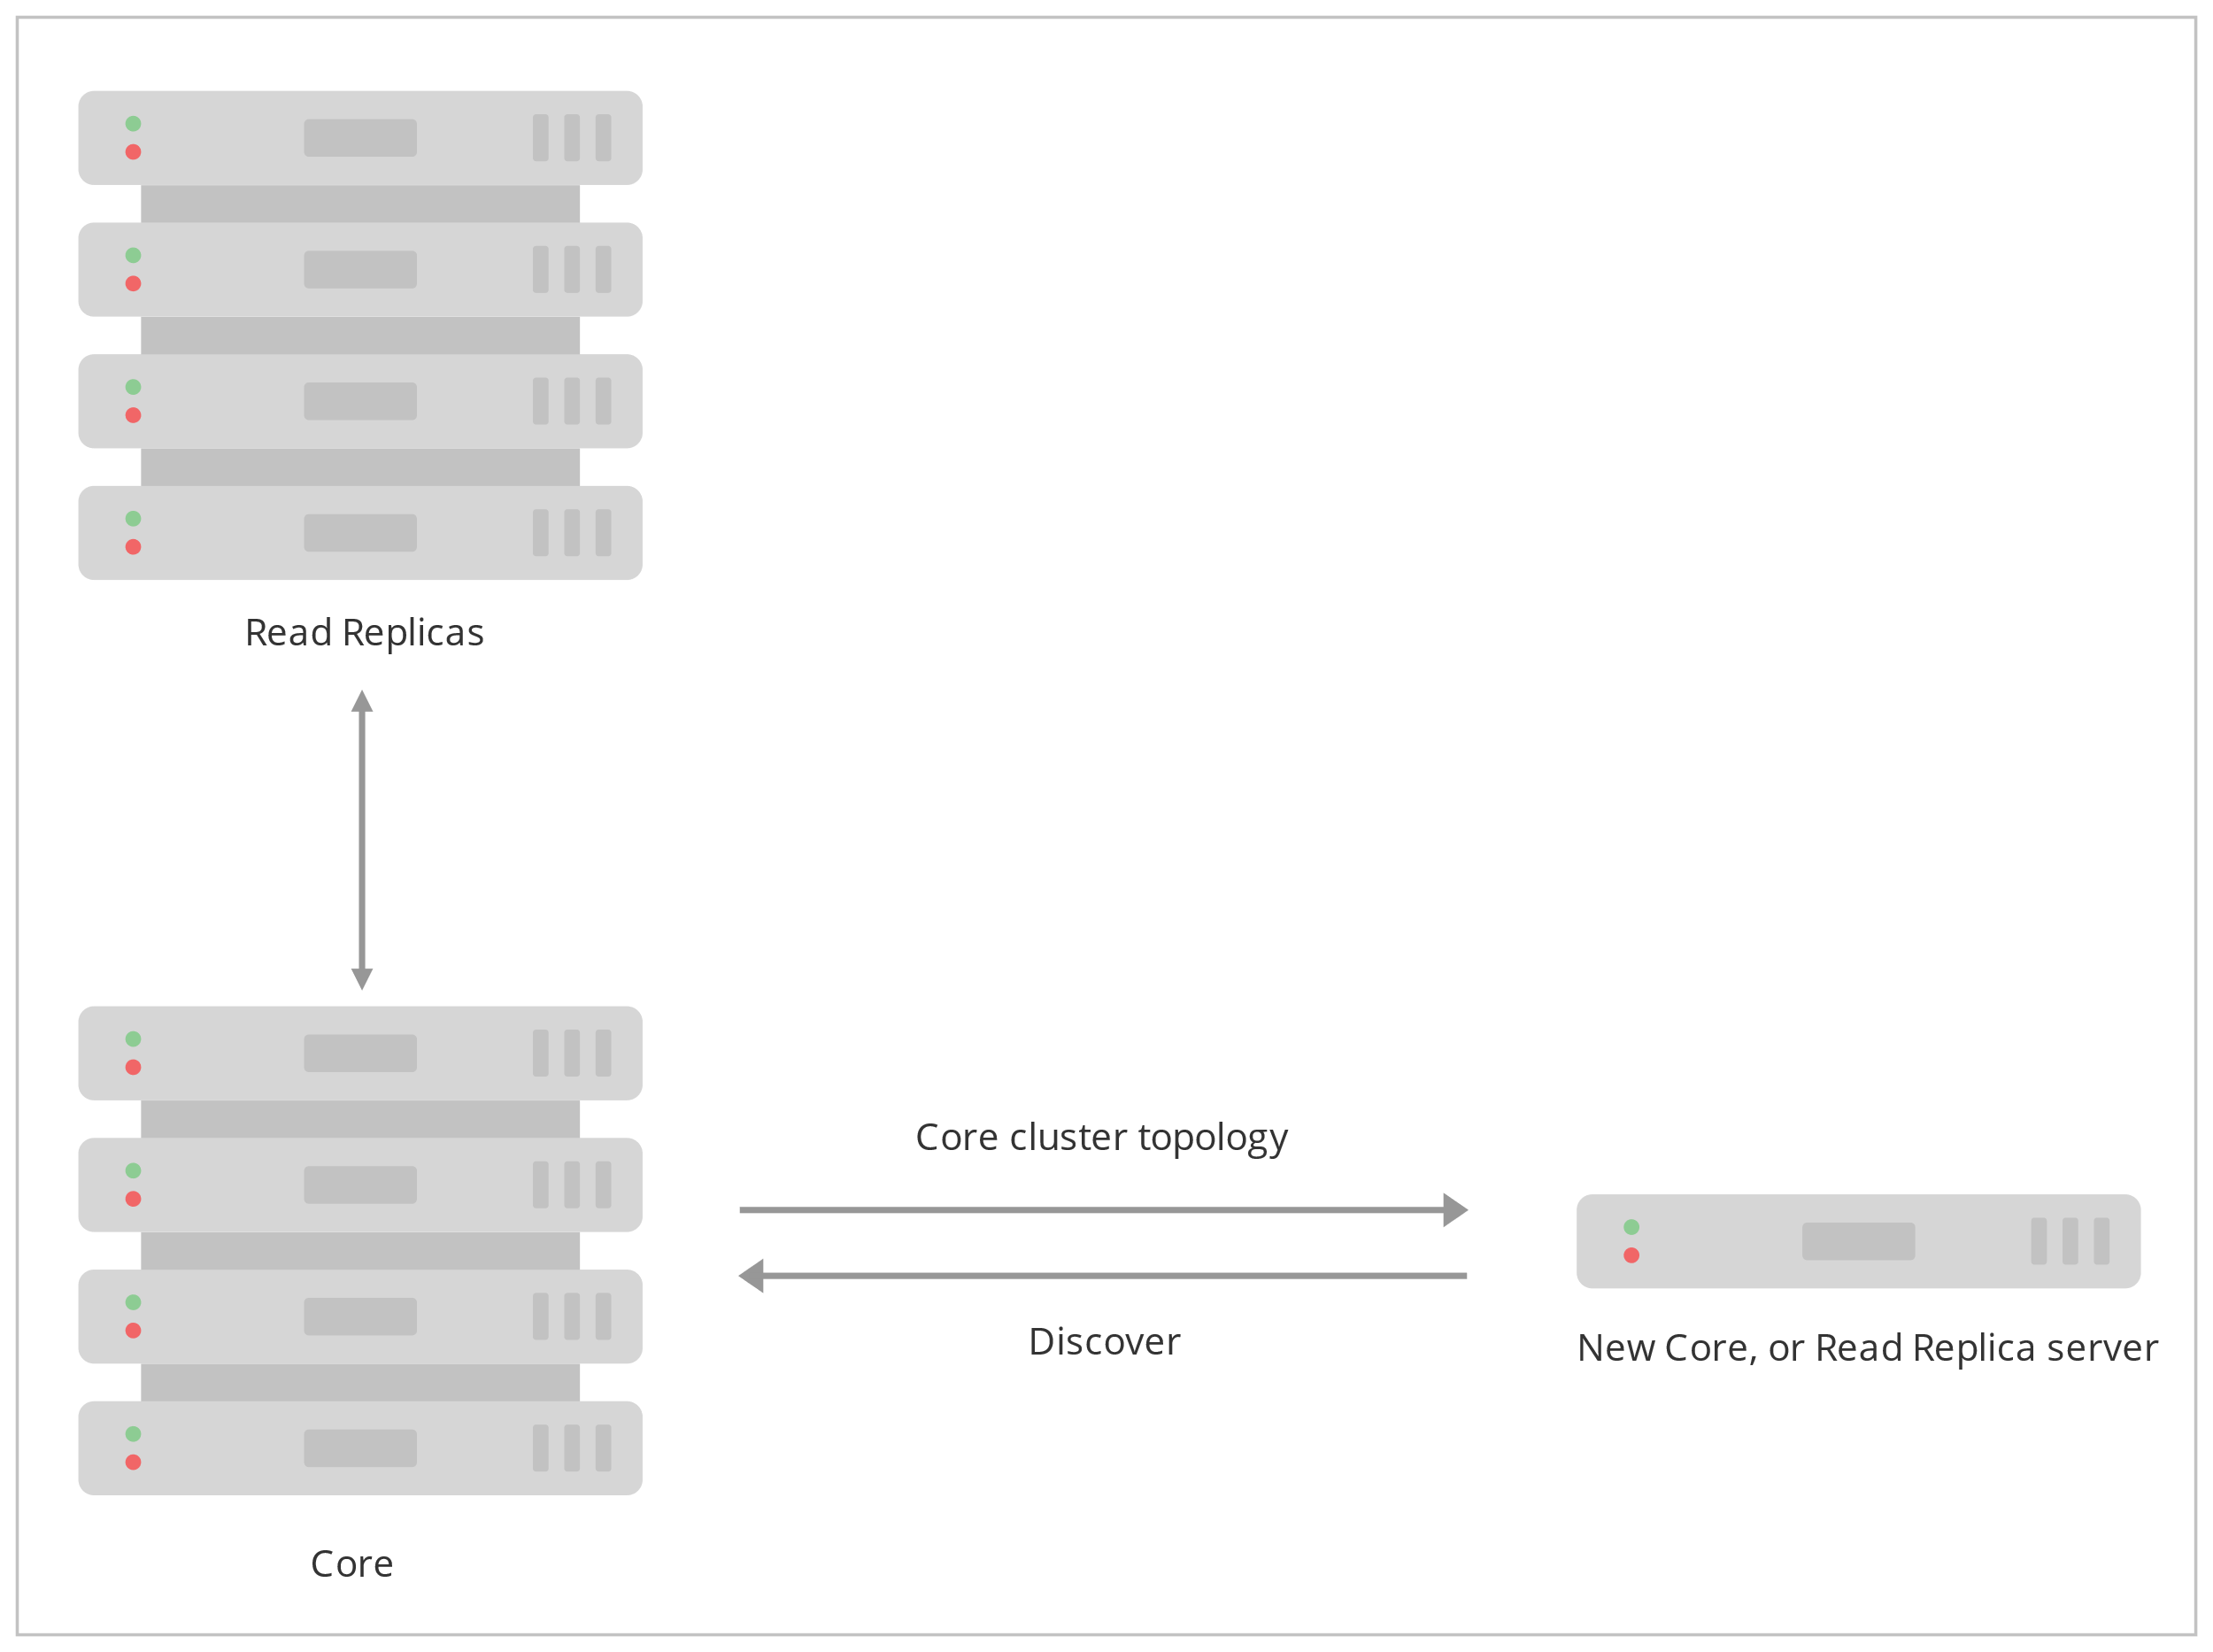 Read Replicas
Core cluster topology
Discover
New Core, or Read Replica server
Core